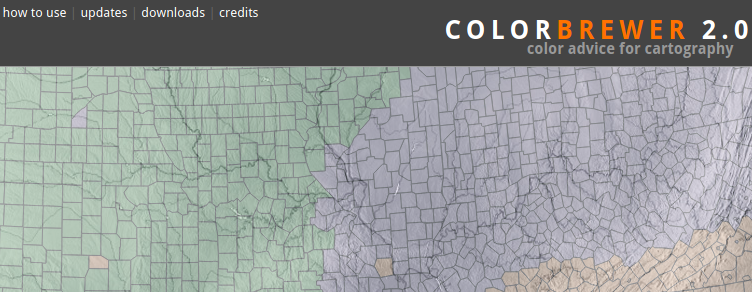 how to use | updates | downloads | credits
COLORBREWER 2.0
color advice for cartography